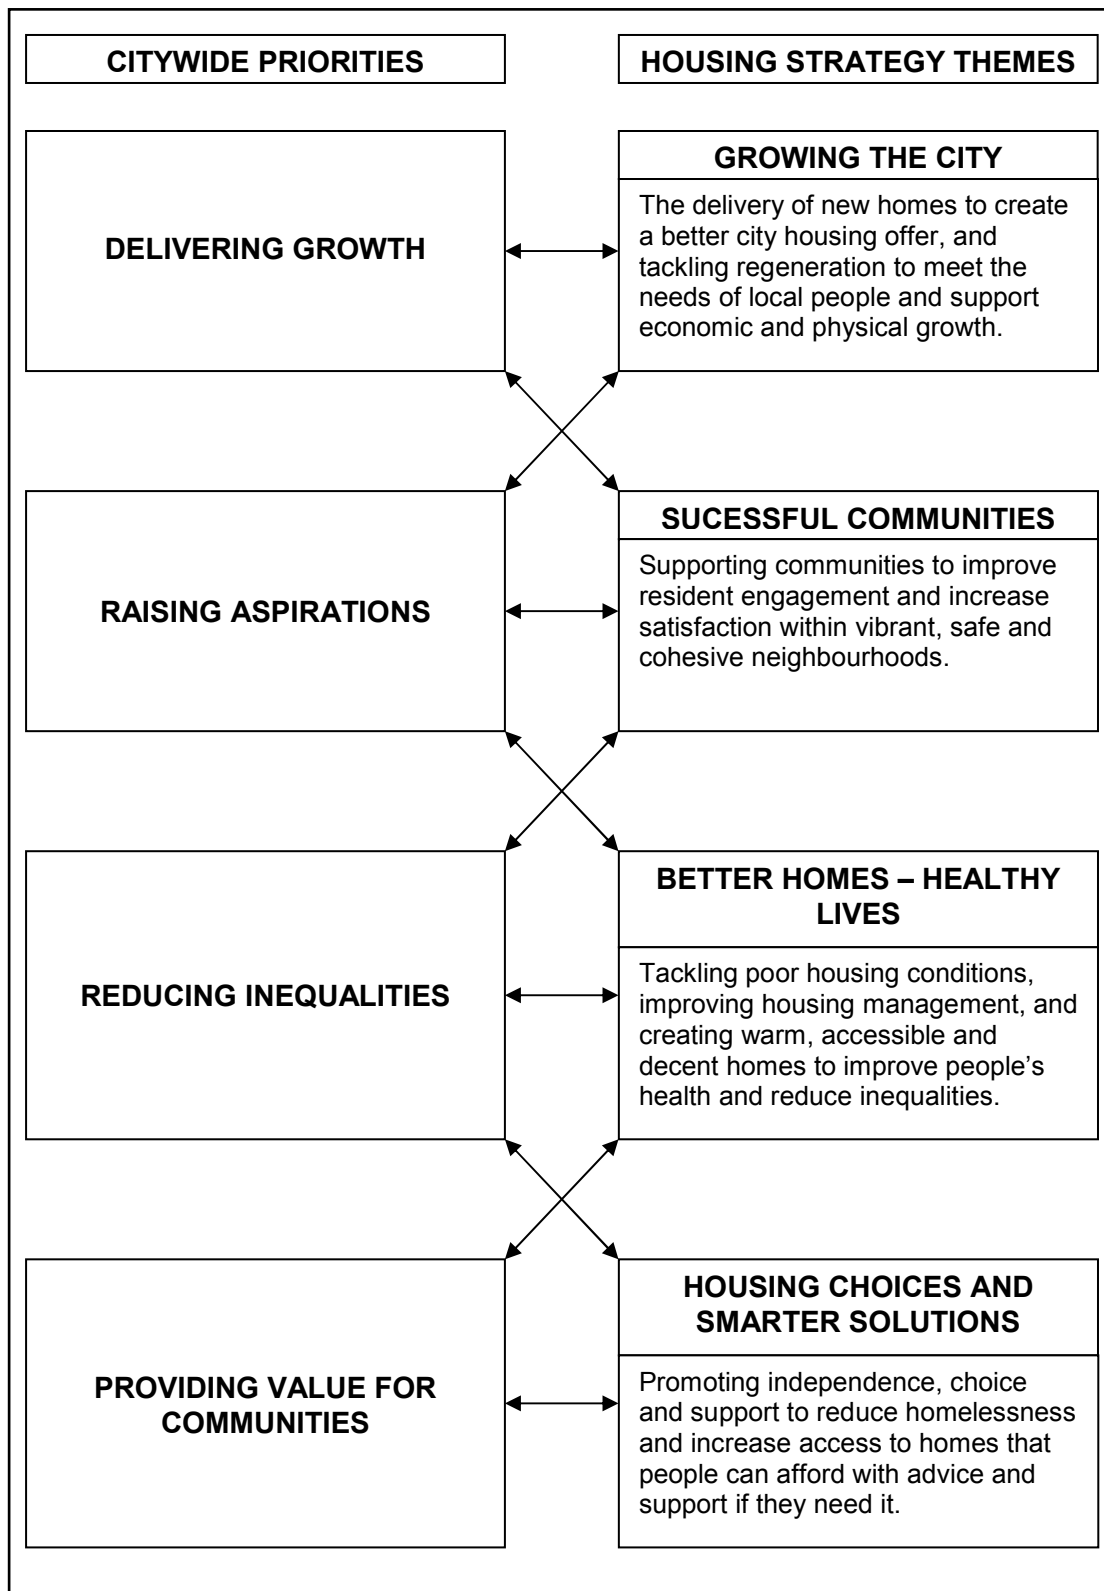 CITYWIDE PRIORITIES
HOUSING STRATEGY THEMES
DELIVERING GROWTH
GROWING THE CITY
The delivery of new homes to create
a better city housing offer, and
tackling regeneration to meet the
needs of local people and support
economic and physical growth.
RAISING ASPIRATIONS
SUCESSFUL COMMUNITIES
Supporting communities to improve
resident engagement and increase
satisfaction within vibrant, safe and
cohesive neighbourhoods.
REDUCING INEQUALITIES
BETTER HOMES – HEALTHY
LIVES
Tackling poor housing conditions,
improving housing management, and
creating warm, accessible and
decent homes to improve people’s
health and reduce inequalities.
PROVIDING VALUE FOR
COMMUNITIES
HOUSING CHOICES AND
SMARTER SOLUTIONS
Promoting independence, choice
and support to reduce homelessness
and increase access to homes that
people can afford with advice and
support if they need it.